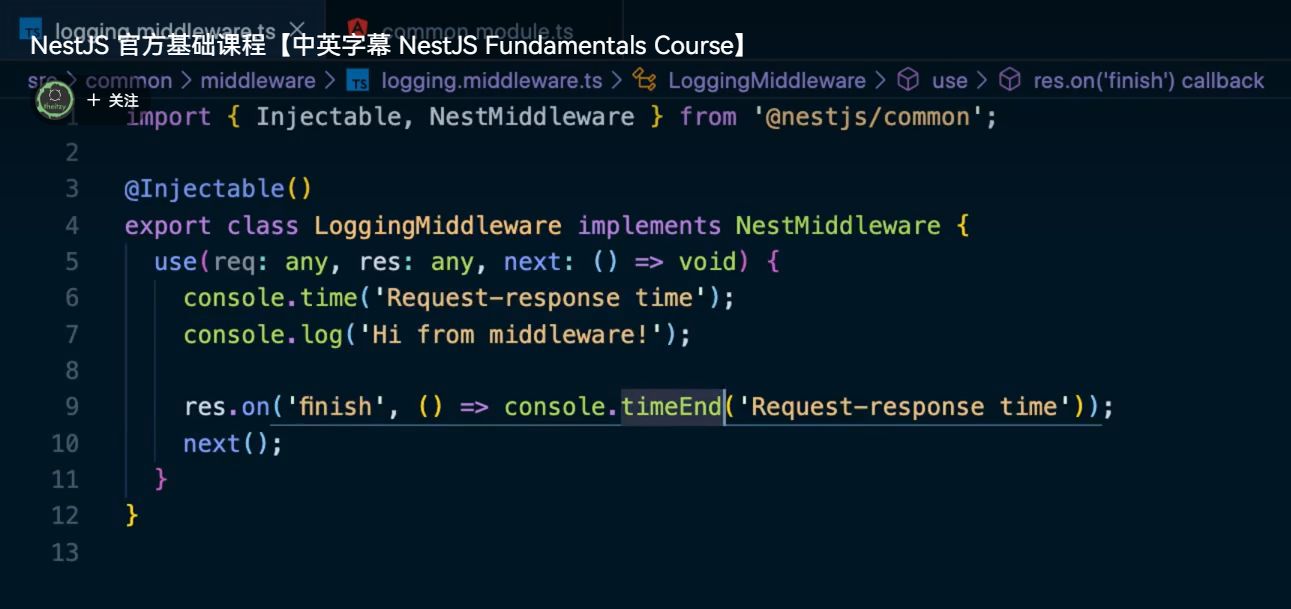 logging.middleware.ts
common.module.ts
NestJS 官方基础课程【中英字幕 NestJS Fundamentals Course】
src > common > middleware > TS logging.middleware.ts > LoggingMiddleware > use > res.on('finish') callback
+ 关注
1 import { Injectable, NestMiddleware } from '@nestjs/common';
2
3 @Injectable()
4 export class LoggingMiddleware implements NestMiddleware {
5 use(req: any, res: any, next: () => void) {
6 console.time('Request-response time');
7 console.log('Hi from middleware!');
8
9 res.on('finish', () => console.timeEnd('Request-response time'));
10 next();
11 }
12 }
13